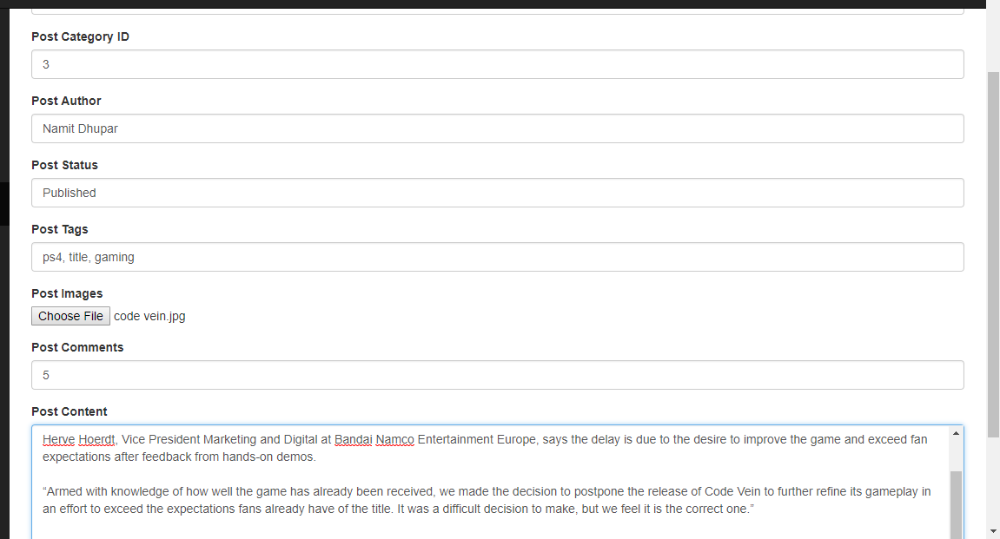 Post Category ID
3
Post Author
Namit Dhupar
Post Status
Published
Post Tags
ps4, title, gaming
Post Images
Choose File code vein.jpg
Post Comments
5
Post Content
Herve Hoerdt, Vice President Marketing and Digital at Bandai Namco Entertainment Europe, says the delay is due to the desire to improve the game and exceed fan
expectations after feedback from hands-on demos.
“Armed with knowledge of how well the game has already been received, we made the decision to postpone the release of Code Vein to further refine its gameplay in
an effort to exceed the expectations fans already have of the title. It was a difficult decision to make, but we feel it is the correct one.”